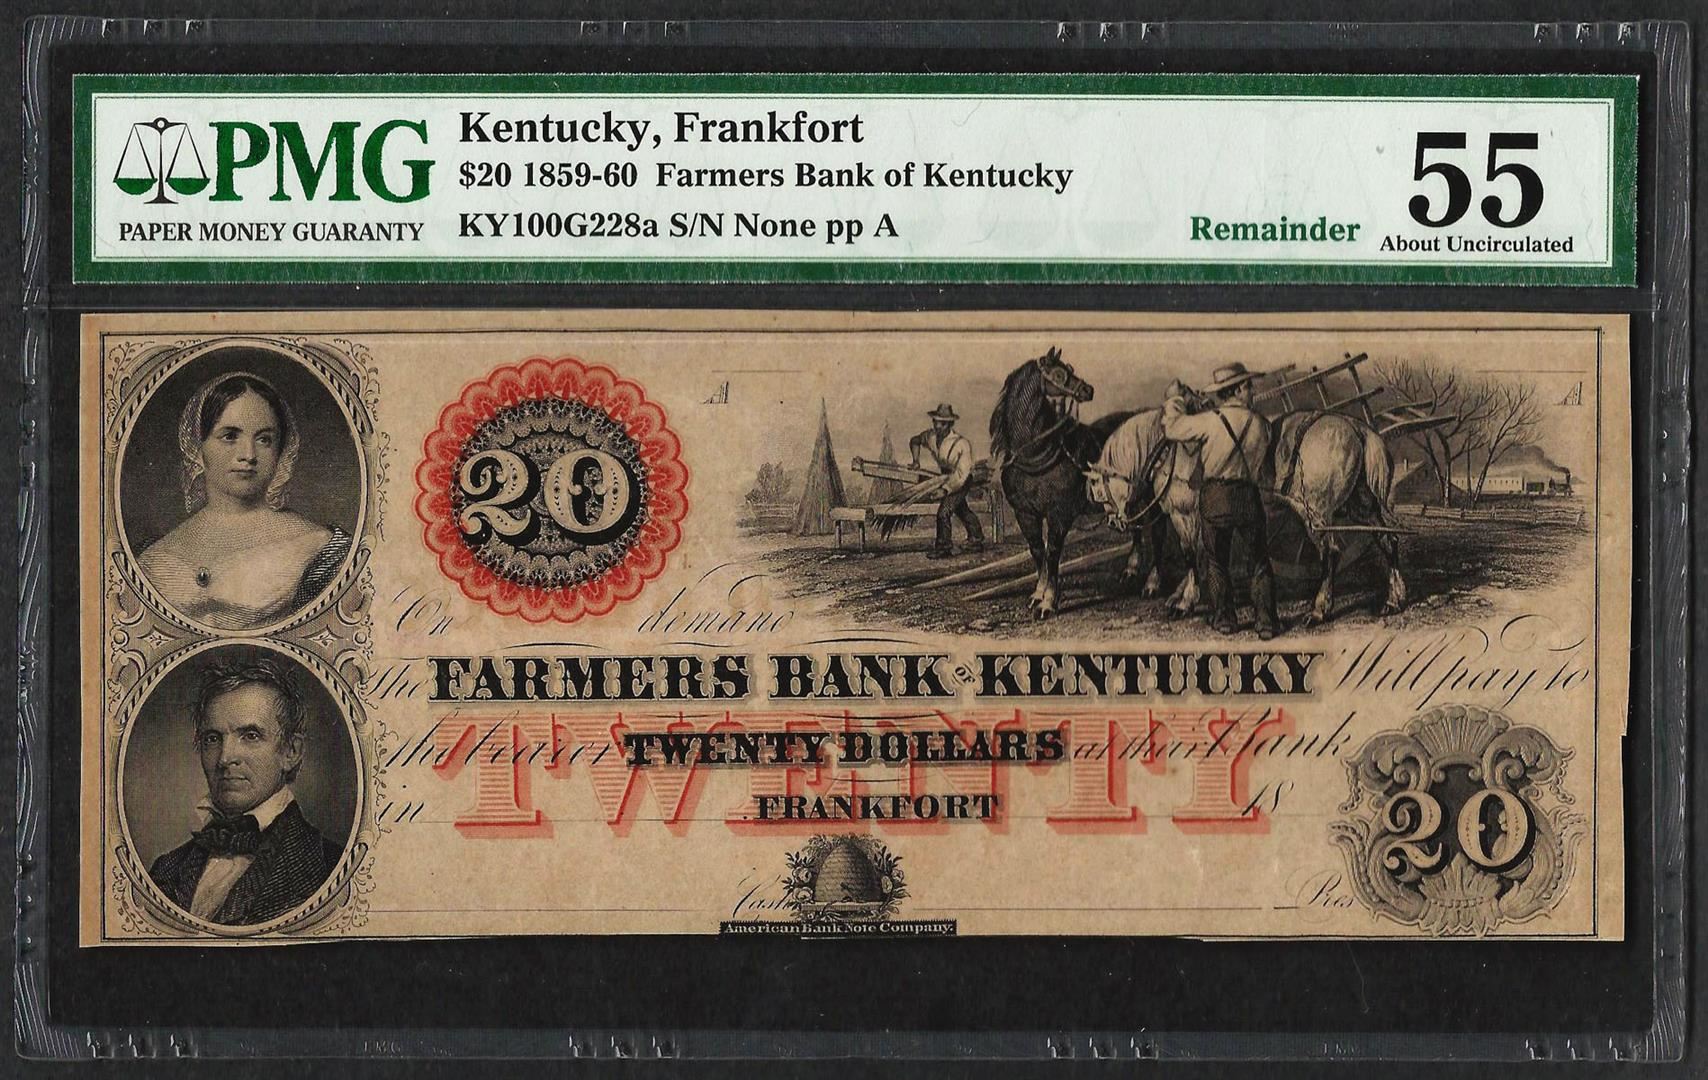 PMG
PAPER MONEY GUARANTY
Kentucky, Frankfort
$20 1859-60 Farmers Bank of Kentucky
KY100G228a S/N None pp A
Remainder
55
About Uncirculated
A
A
20
On demand
The FARMERS BANK OF KENTUCKY Will pay to
TWENTY
the bearer TWENTY DOLLARS at their Bank
in FRANKFORT 18
20
Cashr
Pres
American Bank Note Company.